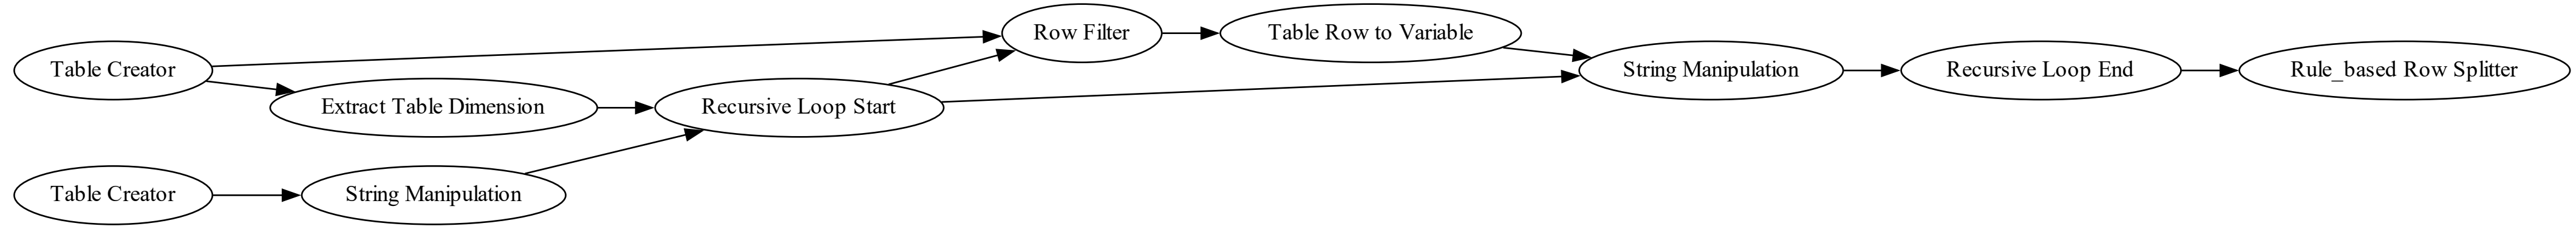 Table Creator
Extract Table Dimension
Recursive Loop Start
Row Filter
Table Row to Variable
String Manipulation
Recursive Loop End
Rule_based Row Splitter
Table Creator
String Manipulation